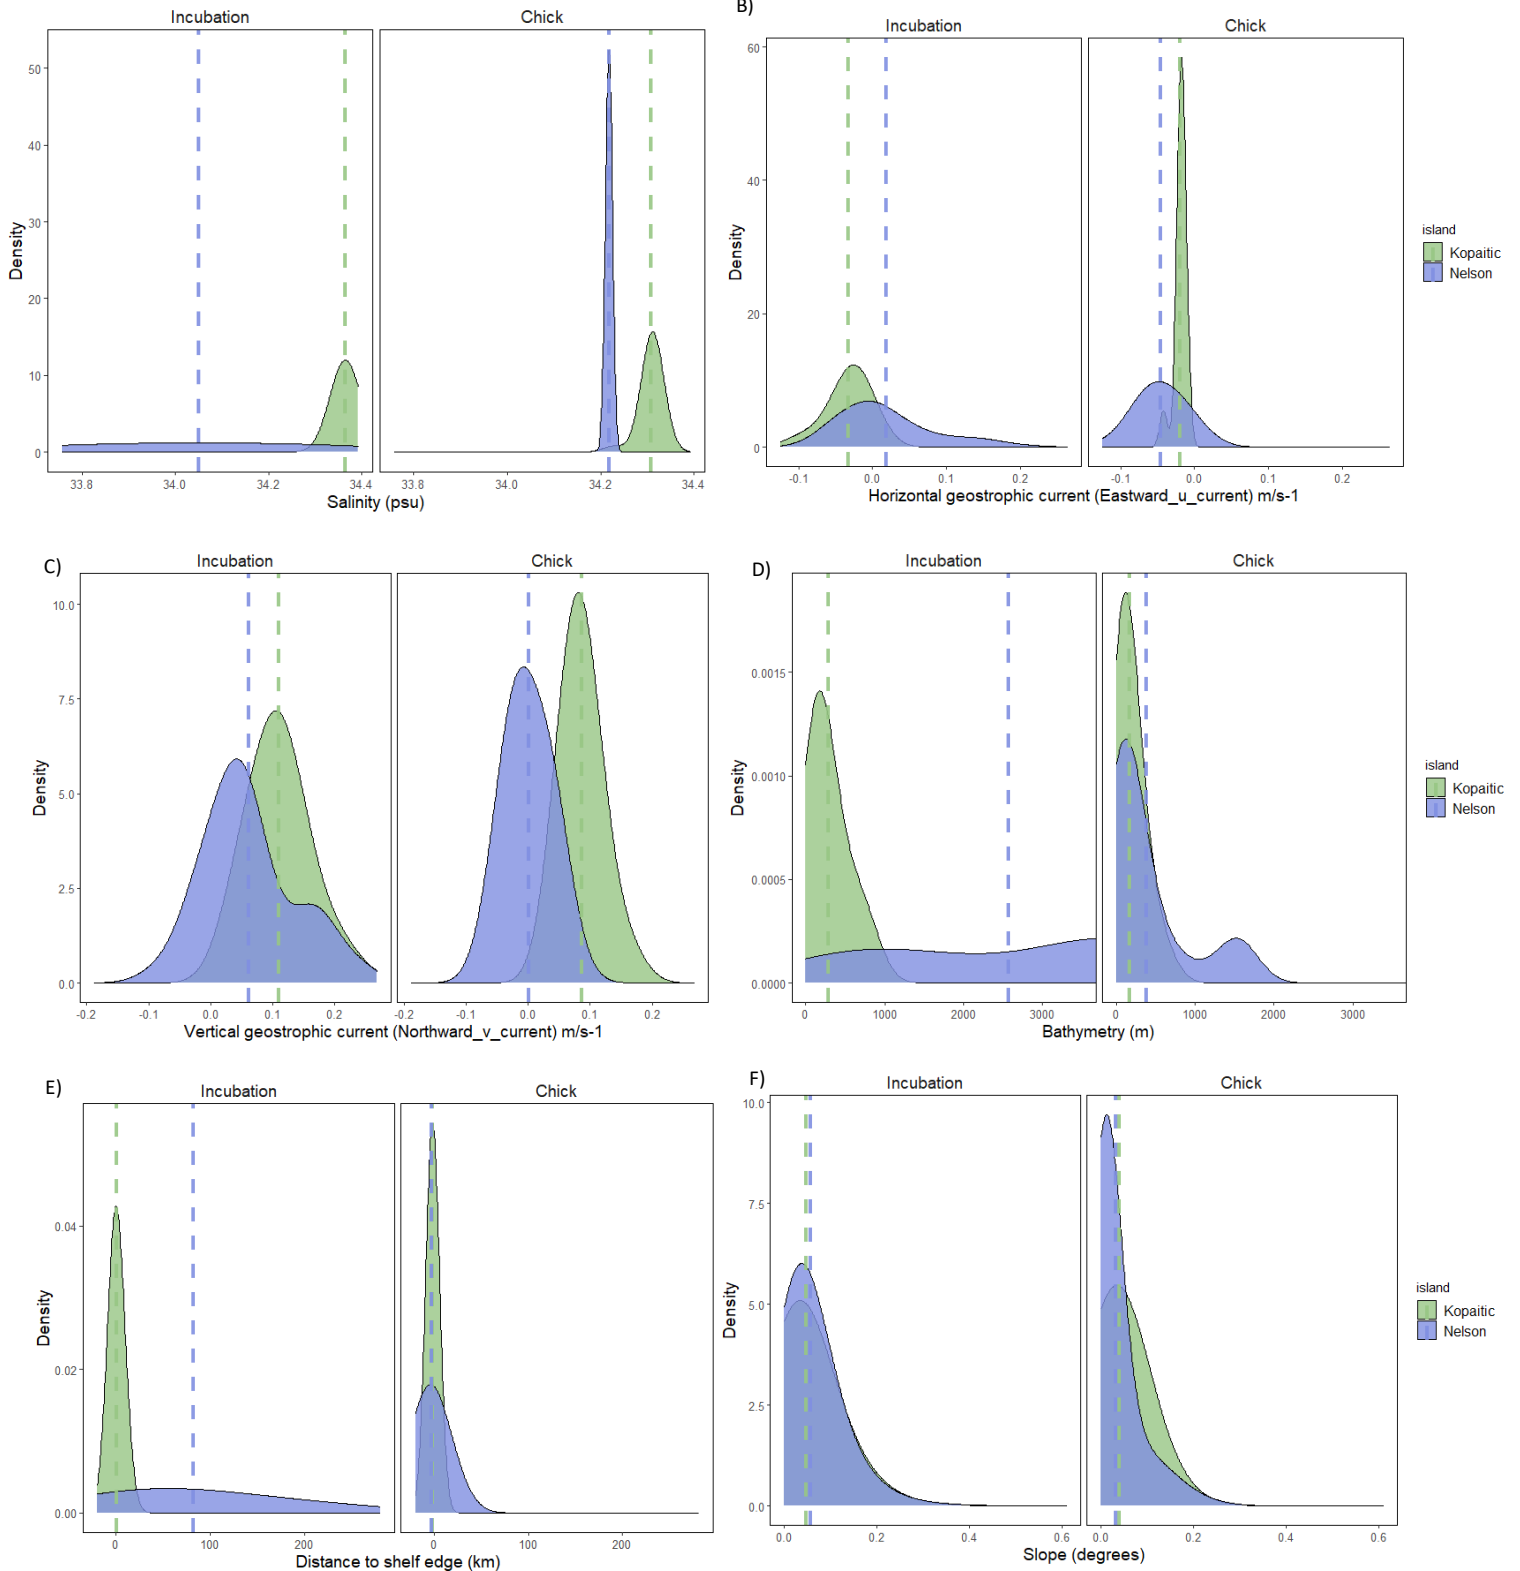 Incubation Chick
Density
50
40
30
20
10
0
33.8 34.0 34.2 34.4 33.8 34.0 34.2 34.4
Salinity (psu)
B)
Incubation Chick
Density
60
40
20
0
-0.1 0.0 0.1 0.2 -0.1 0.0 0.1 0.2
Horizontal geostrophic current (Eastward_u_current) m/s-1
island
Kopaitic
Nelson
C)
Incubation Chick
Density
10.0
7.5
5.0
2.5
0.0
-0.2 -0.1 0.0 0.1 0.2 -0.2 -0.1 0.0 0.1 0.2
Vertical geostrophic current (Northward_v_current) m/s-1
D)
Incubation Chick
Density
0.0015
0.0010
0.0005
0.0000
0 1000 2000 3000 0 1000 2000 3000
Bathymetry (m)
island
Kopaitic
Nelson
E)
Incubation Chick
Density
0.04
0.02
0.00
0 100 200 0 100 200
Distance to shelf edge (km)
F)
Incubation Chick
Density
10.0
7.5
5.0
2.5
0.0
0.0 0.2 0.4 0.6 0.0 0.2 0.4 0.6
Slope (degrees)
island
Kopaitic
Nelson